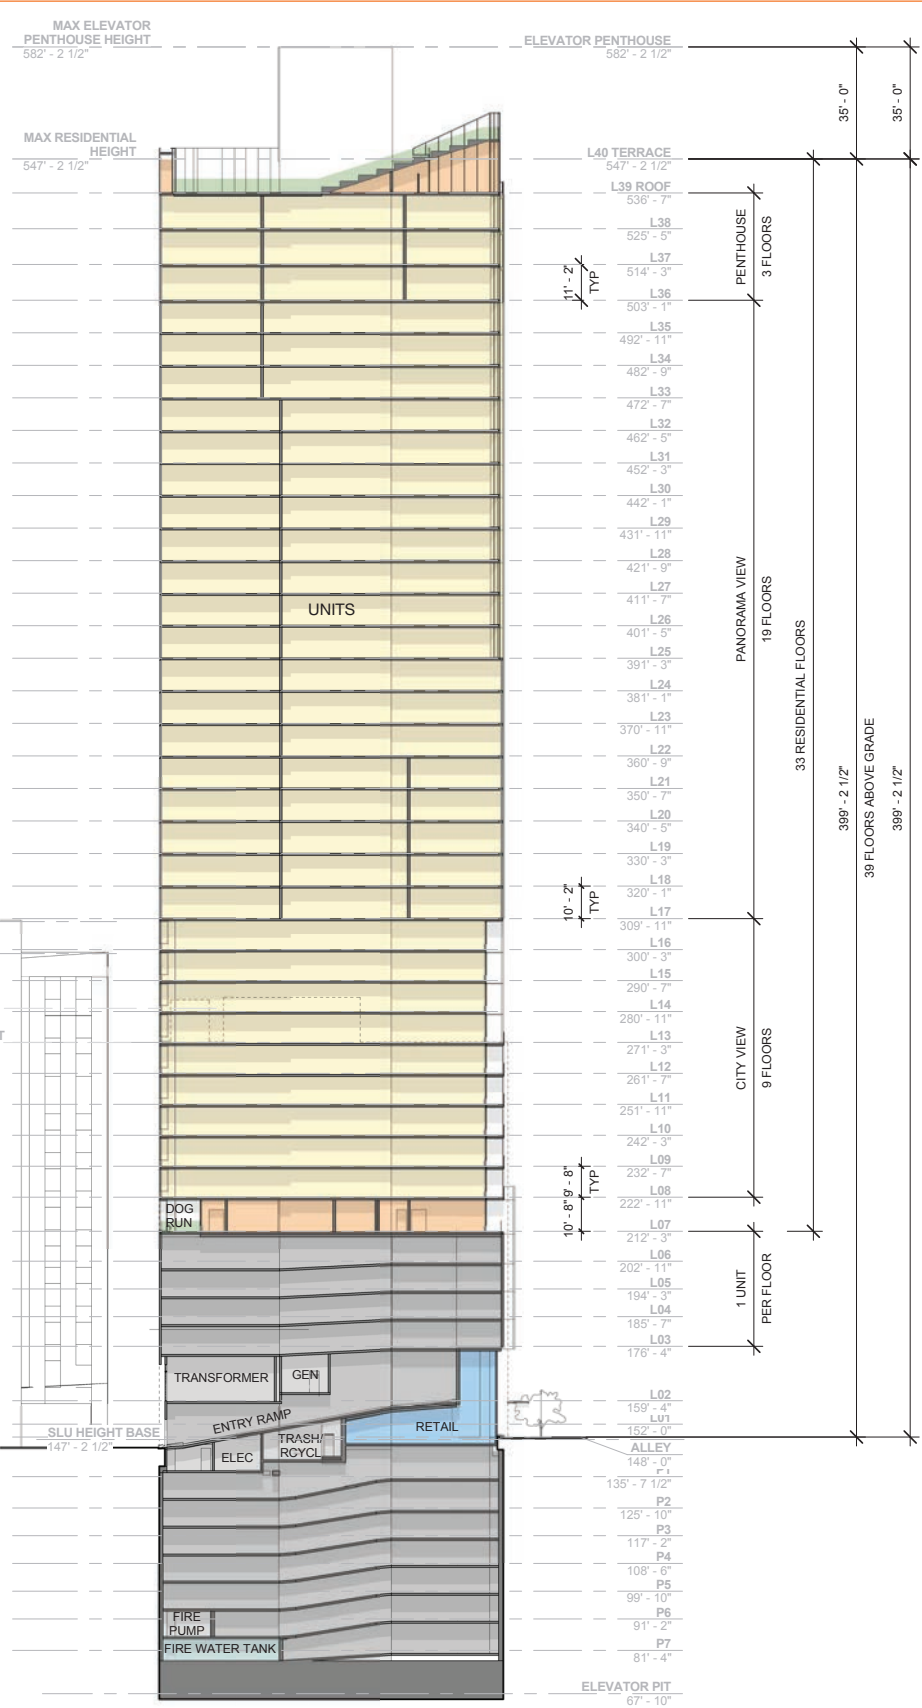 MAX ELEVATOR
PENTHOUSE HEIGHT
582' - 2 1/2"
ELEVATOR PENTHOUSE
582' - 2 1/2"
35' - 0"
35' - 0"
MAX RESIDENTIAL
HEIGHT
547' - 2 1/2"
L40 TERRACE
547' - 2 1/2"
L39 ROOF
536' - 7"
L38
525' - 5"
L37
514' - 3"
L36
503' - 1"
11' - 2"
TYP
PENTHOUSE
3 FLOORS
L35
492' - 11"
L34
482' - 9"
L33
472' - 7"
L32
462' - 5"
L31
452' - 3"
L30
442' - 1"
L29
431' - 11"
L28
421' - 9"
L27
411' - 7"
UNITS
L26
401' - 5"
L25
391' - 3"
L24
381' - 1"
L23
370' - 11"
L22
360' - 9"
L21
350' - 7"
L20
340' - 5"
L19
330' - 3"
L18
320' - 1"
L17
309' - 11"
10' - 2"
TYP
PANORAMA VIEW
19 FLOORS
33 RESIDENTIAL FLOORS
399' - 2 1/2"
39 FLOORS ABOVE GRADE
399' - 2 1/2"
L16
300' - 3"
L15
290' - 7"
L14
280' - 11"
T
L13
271' - 3"
L12
261' - 7"
L11
251' - 11"
L10
242' - 3"
L09
232' - 7"
L08
222' - 11"
CITY VIEW
9 FLOORS
9' - 8"
TYP
10' - 8"
DOG
RUN
L07
212' - 3"
L06
202' - 11"
L05
194' - 3"
L04
185' - 7"
L03
176' - 4"
1 UNIT
PER FLOOR
TRANSFORMER
GEN
L02
159' - 4"
L01
152' - 0"
ENTRY RAMP
RETAIL
SLU HEIGHT BASE
147' - 2 1/2"
TRASH/
RCYCL
ELEC
ALLEY
148' - 0"
P1
135' - 7 1/2"
P2
125' - 10"
P3
117' - 2"
P4
108' - 6"
P5
99' - 10"
P6
91' - 2"
P7
81' - 4"
FIRE
PUMP
FIRE WATER TANK
ELEVATOR PIT
67' - 10"